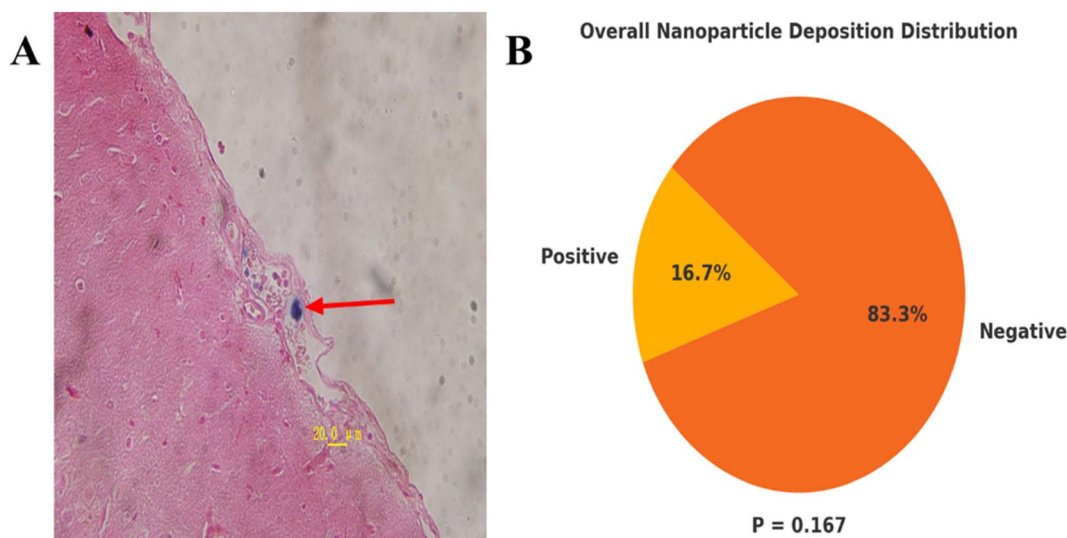 A
20.0 μm
B
Overall Nanoparticle Deposition Distribution
Positive
16.7%
83.3%
Negative
P = 0.167